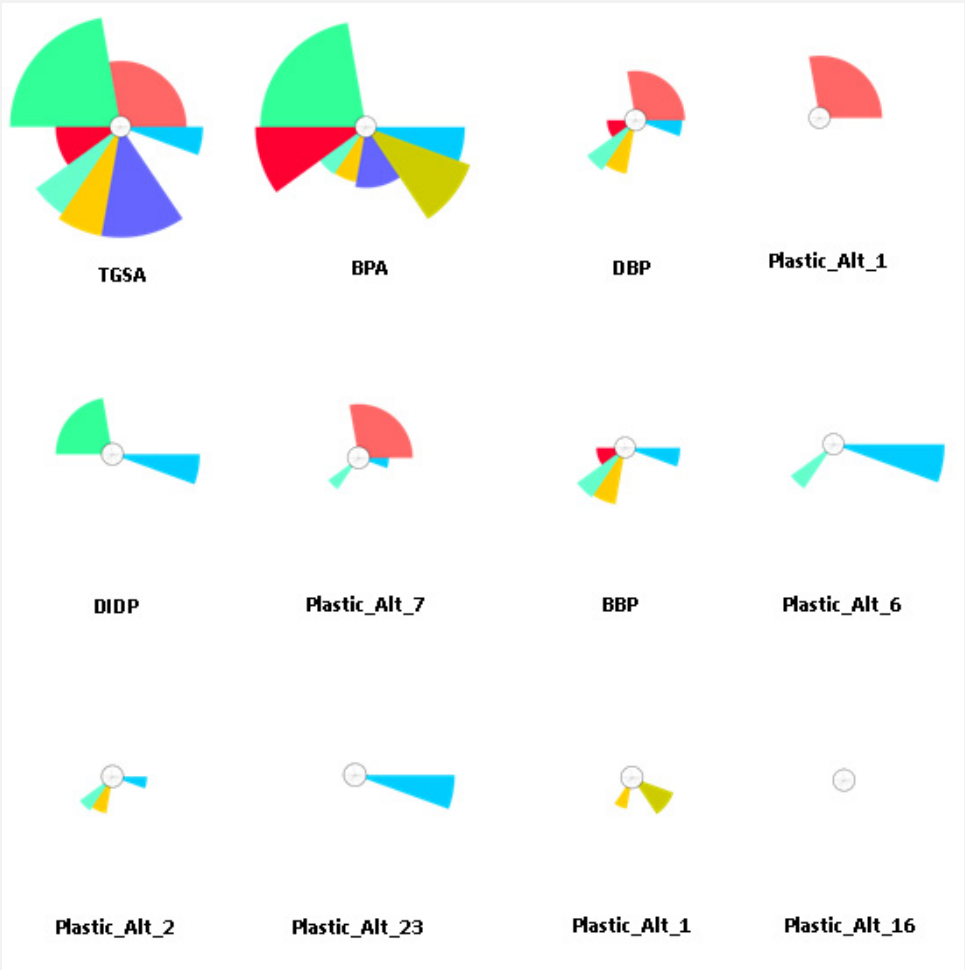 TGSA
BPA
DBP
Plastic_Alt_1
DIDP
Plastic_Alt_7
BBP
Plastic_Alt_6
Plastic_Alt_2
Plastic_Alt_23
Plastic_Alt_1
Plastic_Alt_16